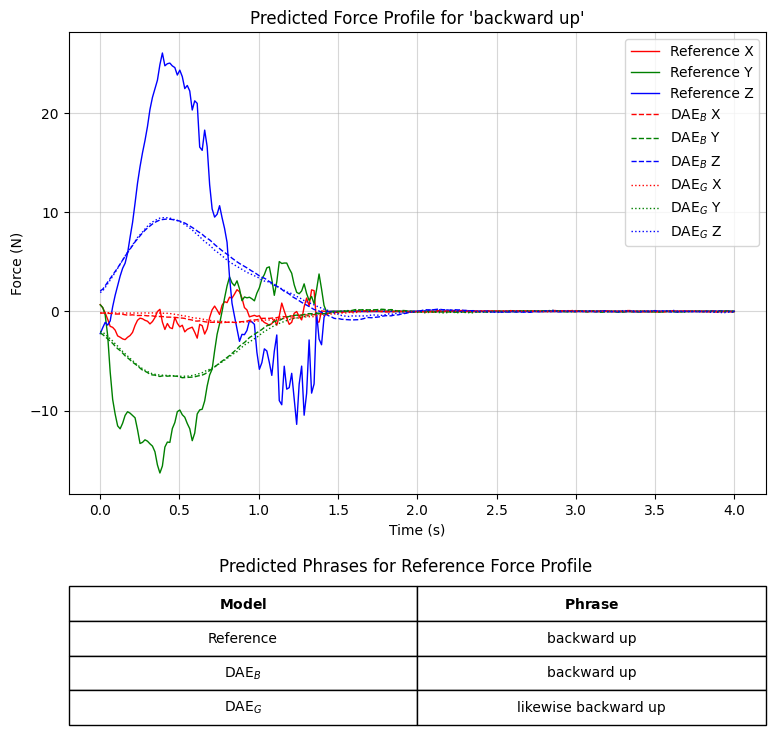 Predicted Force Profile for 'backward up'
Reference X
Reference Y
Reference Z
DAE_B X
DAE_B Y
DAE_B Z
DAE_G X
DAE_G Y
DAE_G Z
Force (N)
20
10
0
−10
0.0 0.5 1.0 1.5 2.0 2.5 3.0 3.5 4.0
Time (s)
Predicted Phrases for Reference Force Profile
Model Phrase
Reference backward up
DAE_B backward up
DAE_G likewise backward up